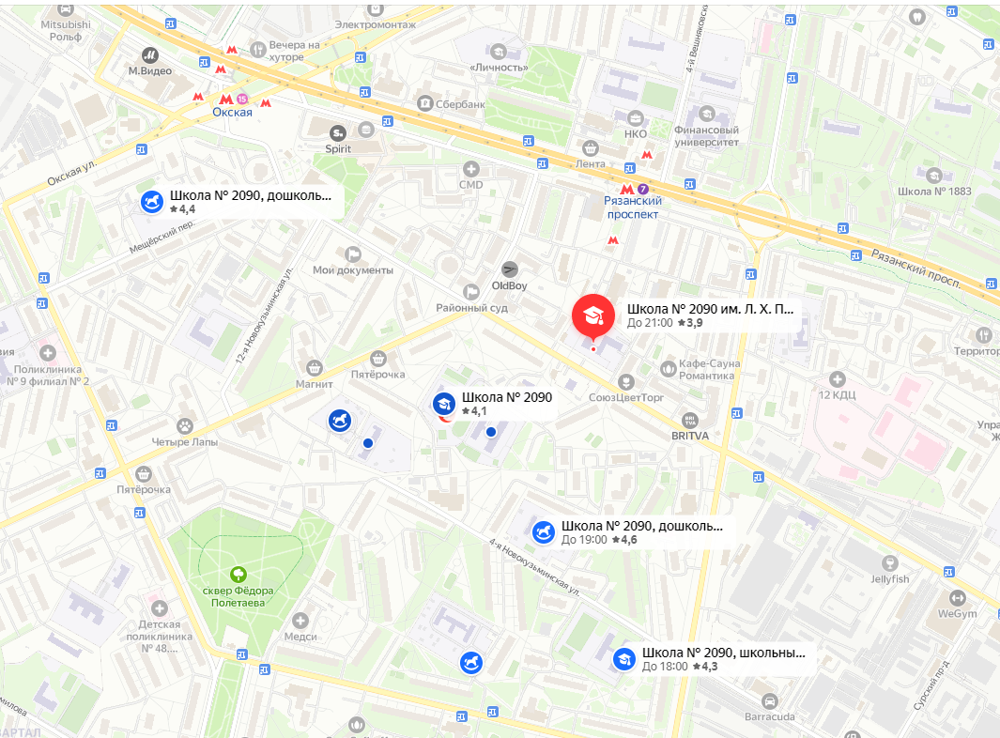 Mitsubishi
Рольф
Электромонтаж
Вечера на
хуторе
М.Видео
«Личность»
4-й Вешняковский
15
Окская
Сбербанк
НКО
Финансовый
университет
Spirit
Лента
Окская ул.
CMD
7
Рязанский
проспект
Школа № 1883
Школа № 2090, дошколь...
4,4
Мещёрский пер.
Мои документы
Рязанский просп.
OldBoy
12-я Новокузьминская ул.
Районный суд
Школа № 2090 им. Л. Х. П...
До 21:00 ★3,9
Поликлиника
№ 9 филиал № 2
Магнит
Пятёрочка
Кафе-Сауна
Романтика
СоюзЦветТорг
12 КДЦ
Школа № 2090
4,1
BRITVA
Четыре Лапы
Пятёрочка
Школа № 2090, дошколь...
До 19:00 ★4,6
4-я Новокузьминская ул.
сквер Фёдора
Полетаева
Jellyfish
Детская
поликлиника
№ 48....
Медси
WeGym
Школа № 2090, школьны...
До 18:00 ★4,3
Сурский пр-д
Barracuda